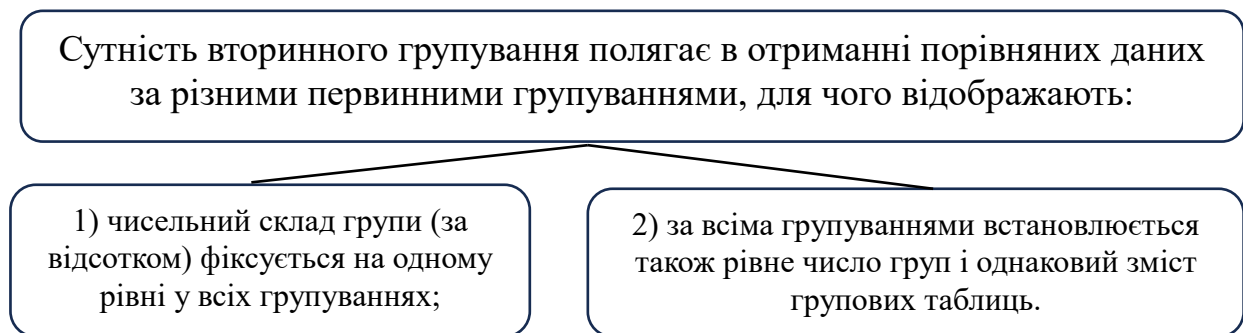 Сутність вторинного групування полягає в отриманні порівняних даних
за різними первинними групуваннями, для чого відображають:
1) чисельний склад групи (за
відсотком) фіксується на одному
рівні у всіх групуваннях;
2) за всіма групуваннями встановлюється
також рівне число груп і однаковий зміст
групових таблиць.